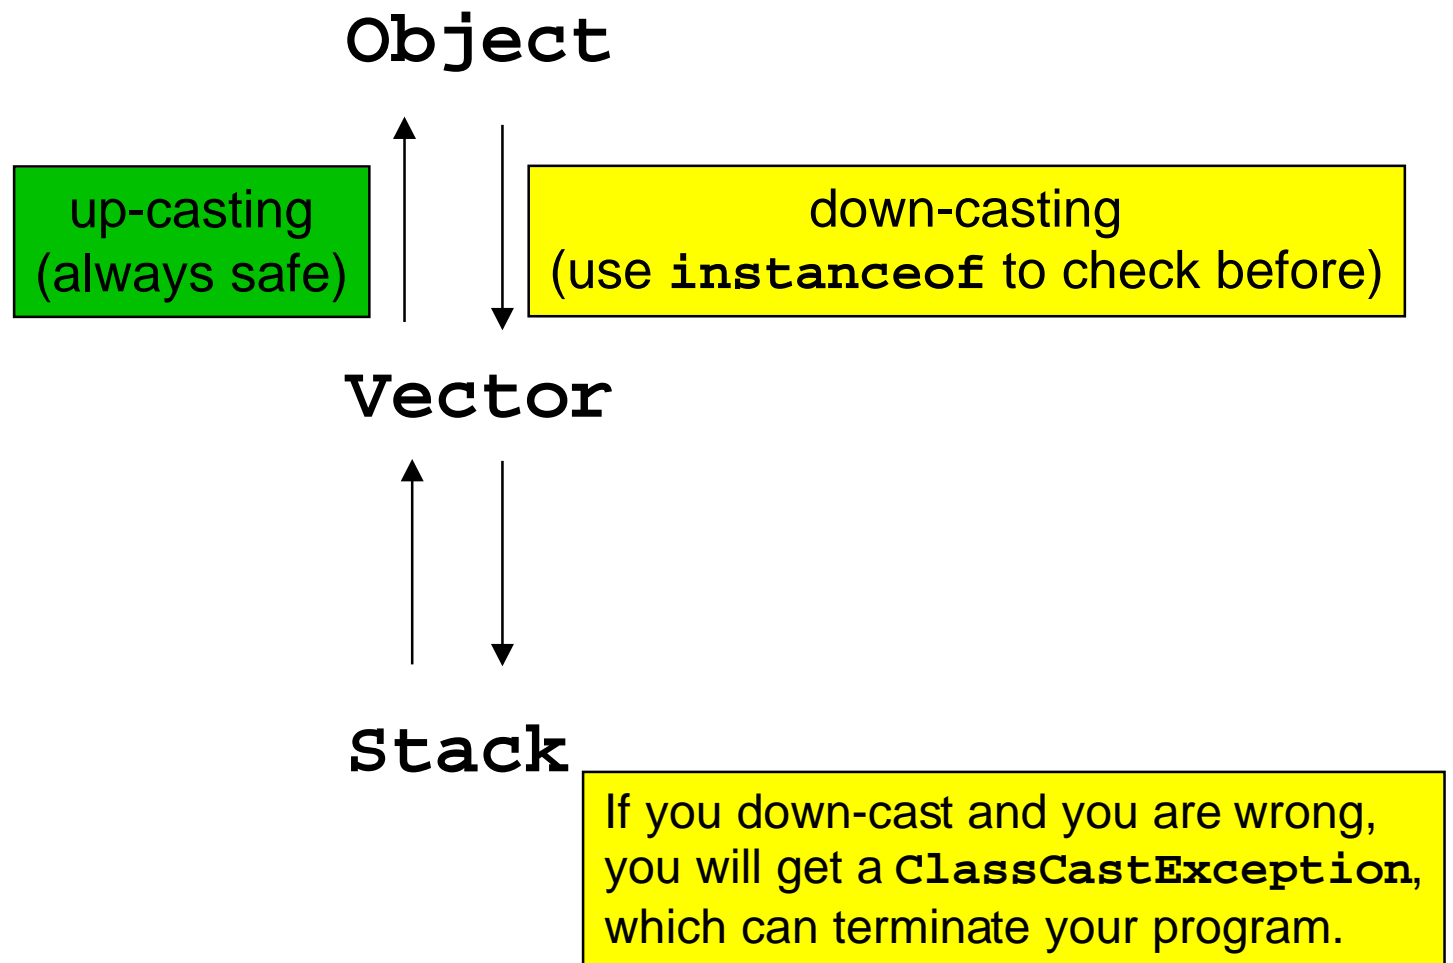 Object
up-casting
(always safe)
down-casting
(use instanceof to check before)
Vector
Stack
If you down-cast and you are wrong,
you will get a ClassCastException,
which can terminate your program.